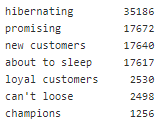 hibernating 35186
promising 17672
new customers 17640
about to sleep 17617
loyal customers 2530
can't loose 2498
champions 1256